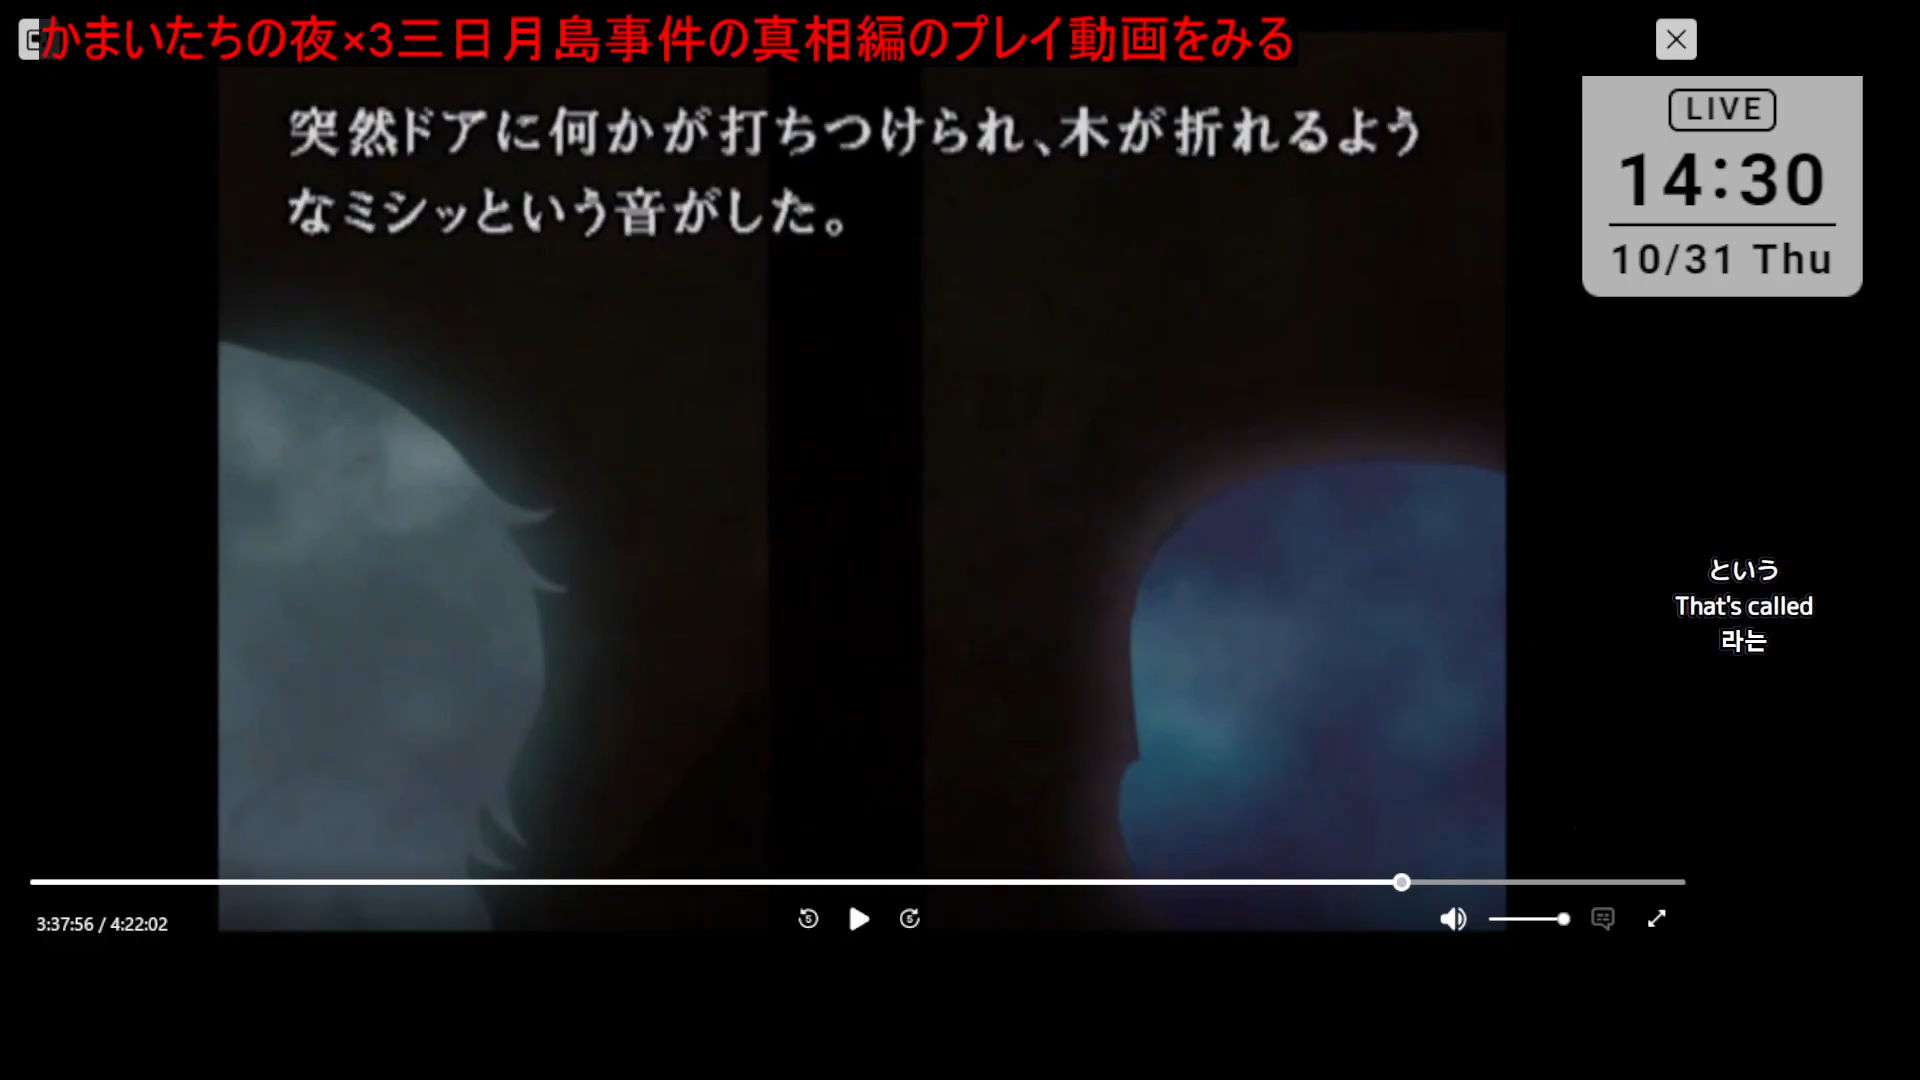 かまいたちの夜×3三日月島事件の真相編のプレイ動画をみる
突然ドアに何かが打ちつけられ、木が折れるよう
なミシッという音がした。
LIVE
14:30
10/31 Thu
という
That's called
라는
3:37:56 / 4:22:02
5
5